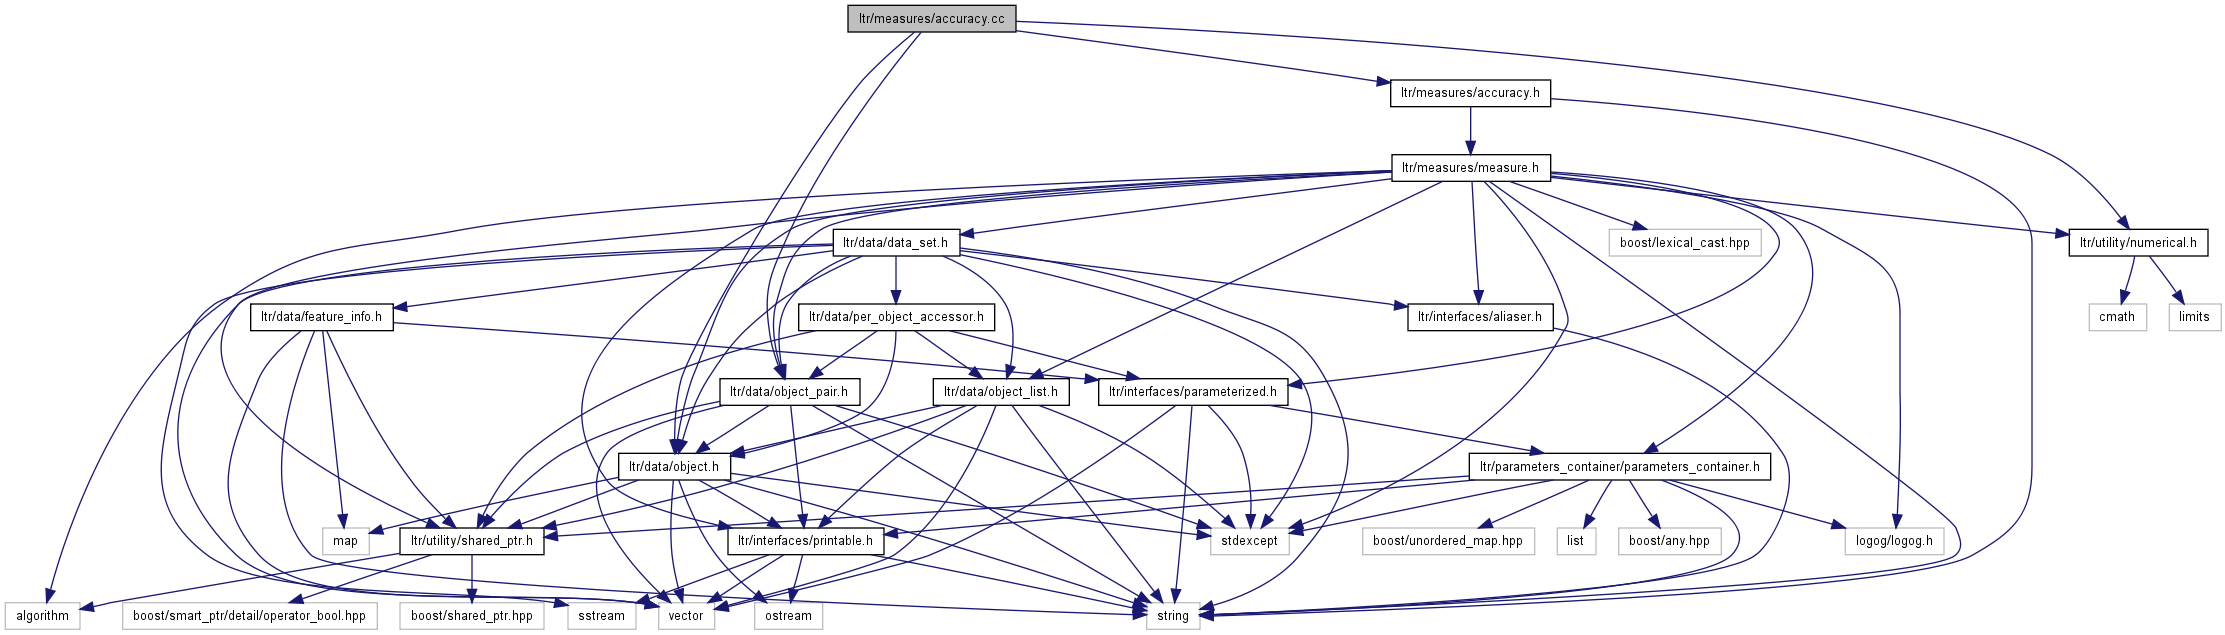 ltr/measures/accuracy.cc
ltr/measures/accuracy.h
ltr/measures/measure.h
ltr/data/data_set.h
boost/lexical_cast.hpp
ltr/utility/numerical.h
ltr/data/feature_info.h
ltr/data/per_object_accessor.h
ltr/interfaces/aliaser.h
cmath
limits
ltr/data/object_pair.h
ltr/data/object_list.h
ltr/interfaces/parameterized.h
ltr/data/object.h
ltr/parameters_container/parameters_container.h
map
ltr/utility/shared_ptr.h
ltr/interfaces/printable.h
stdexcept
boost/unordered_map.hpp
list
boost/any.hpp
logog/logog.h
algorithm
boost/smart_ptr/detail/operator_bool.hpp
boost/shared_ptr.hpp
sstream
vector
ostream
string